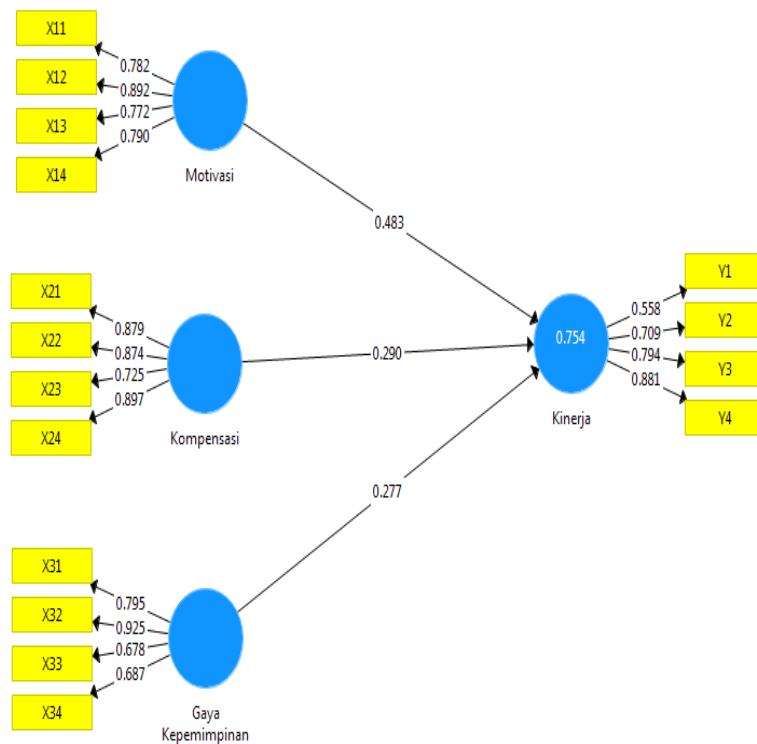 X11
X12
X13
X14
0.782
0.892
0.772
0.790
Motivasi
0.483
X21
X22
X23
X24
0.879
0.874
0.725
0.897
Kompensasi
0.290
X31
X32
X33
X34
0.795
0.925
0.678
0.687
Gaya
Kepemimpinan
0.277
0.754
Kinerja
0.558
0.709
0.794
0.881
Y1
Y2
Y3
Y4